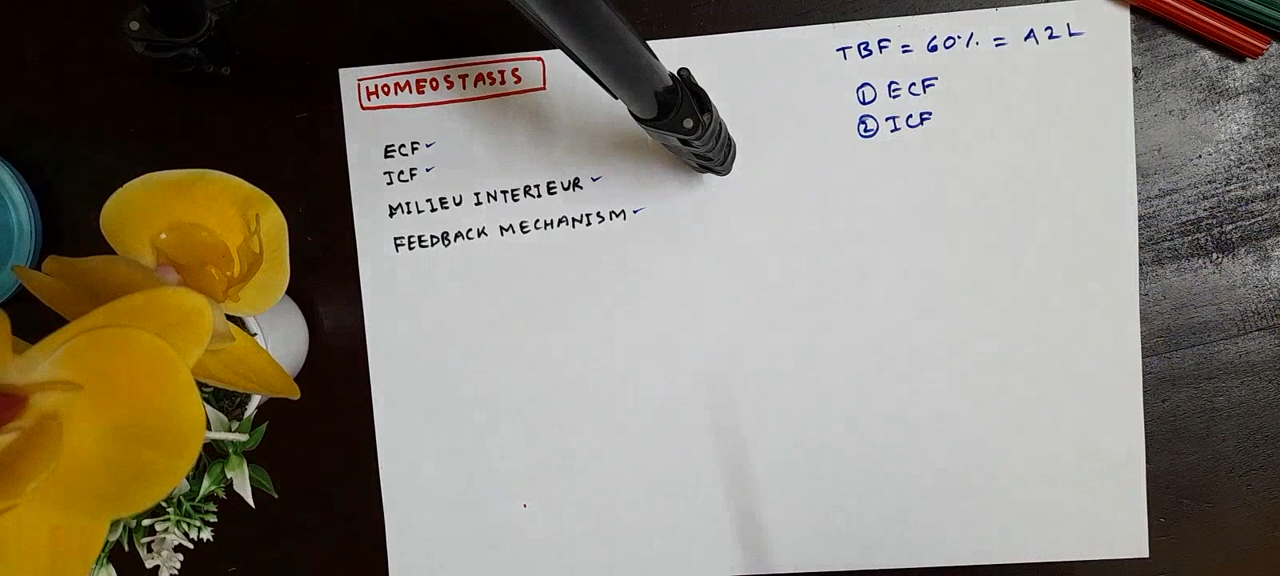 HOMEOSTASIS
ECF
ICF
MILIEU INTERIEUR
FEEDBACK MECHANISM
TBF = 60% = 42L
① ECF
② ICF